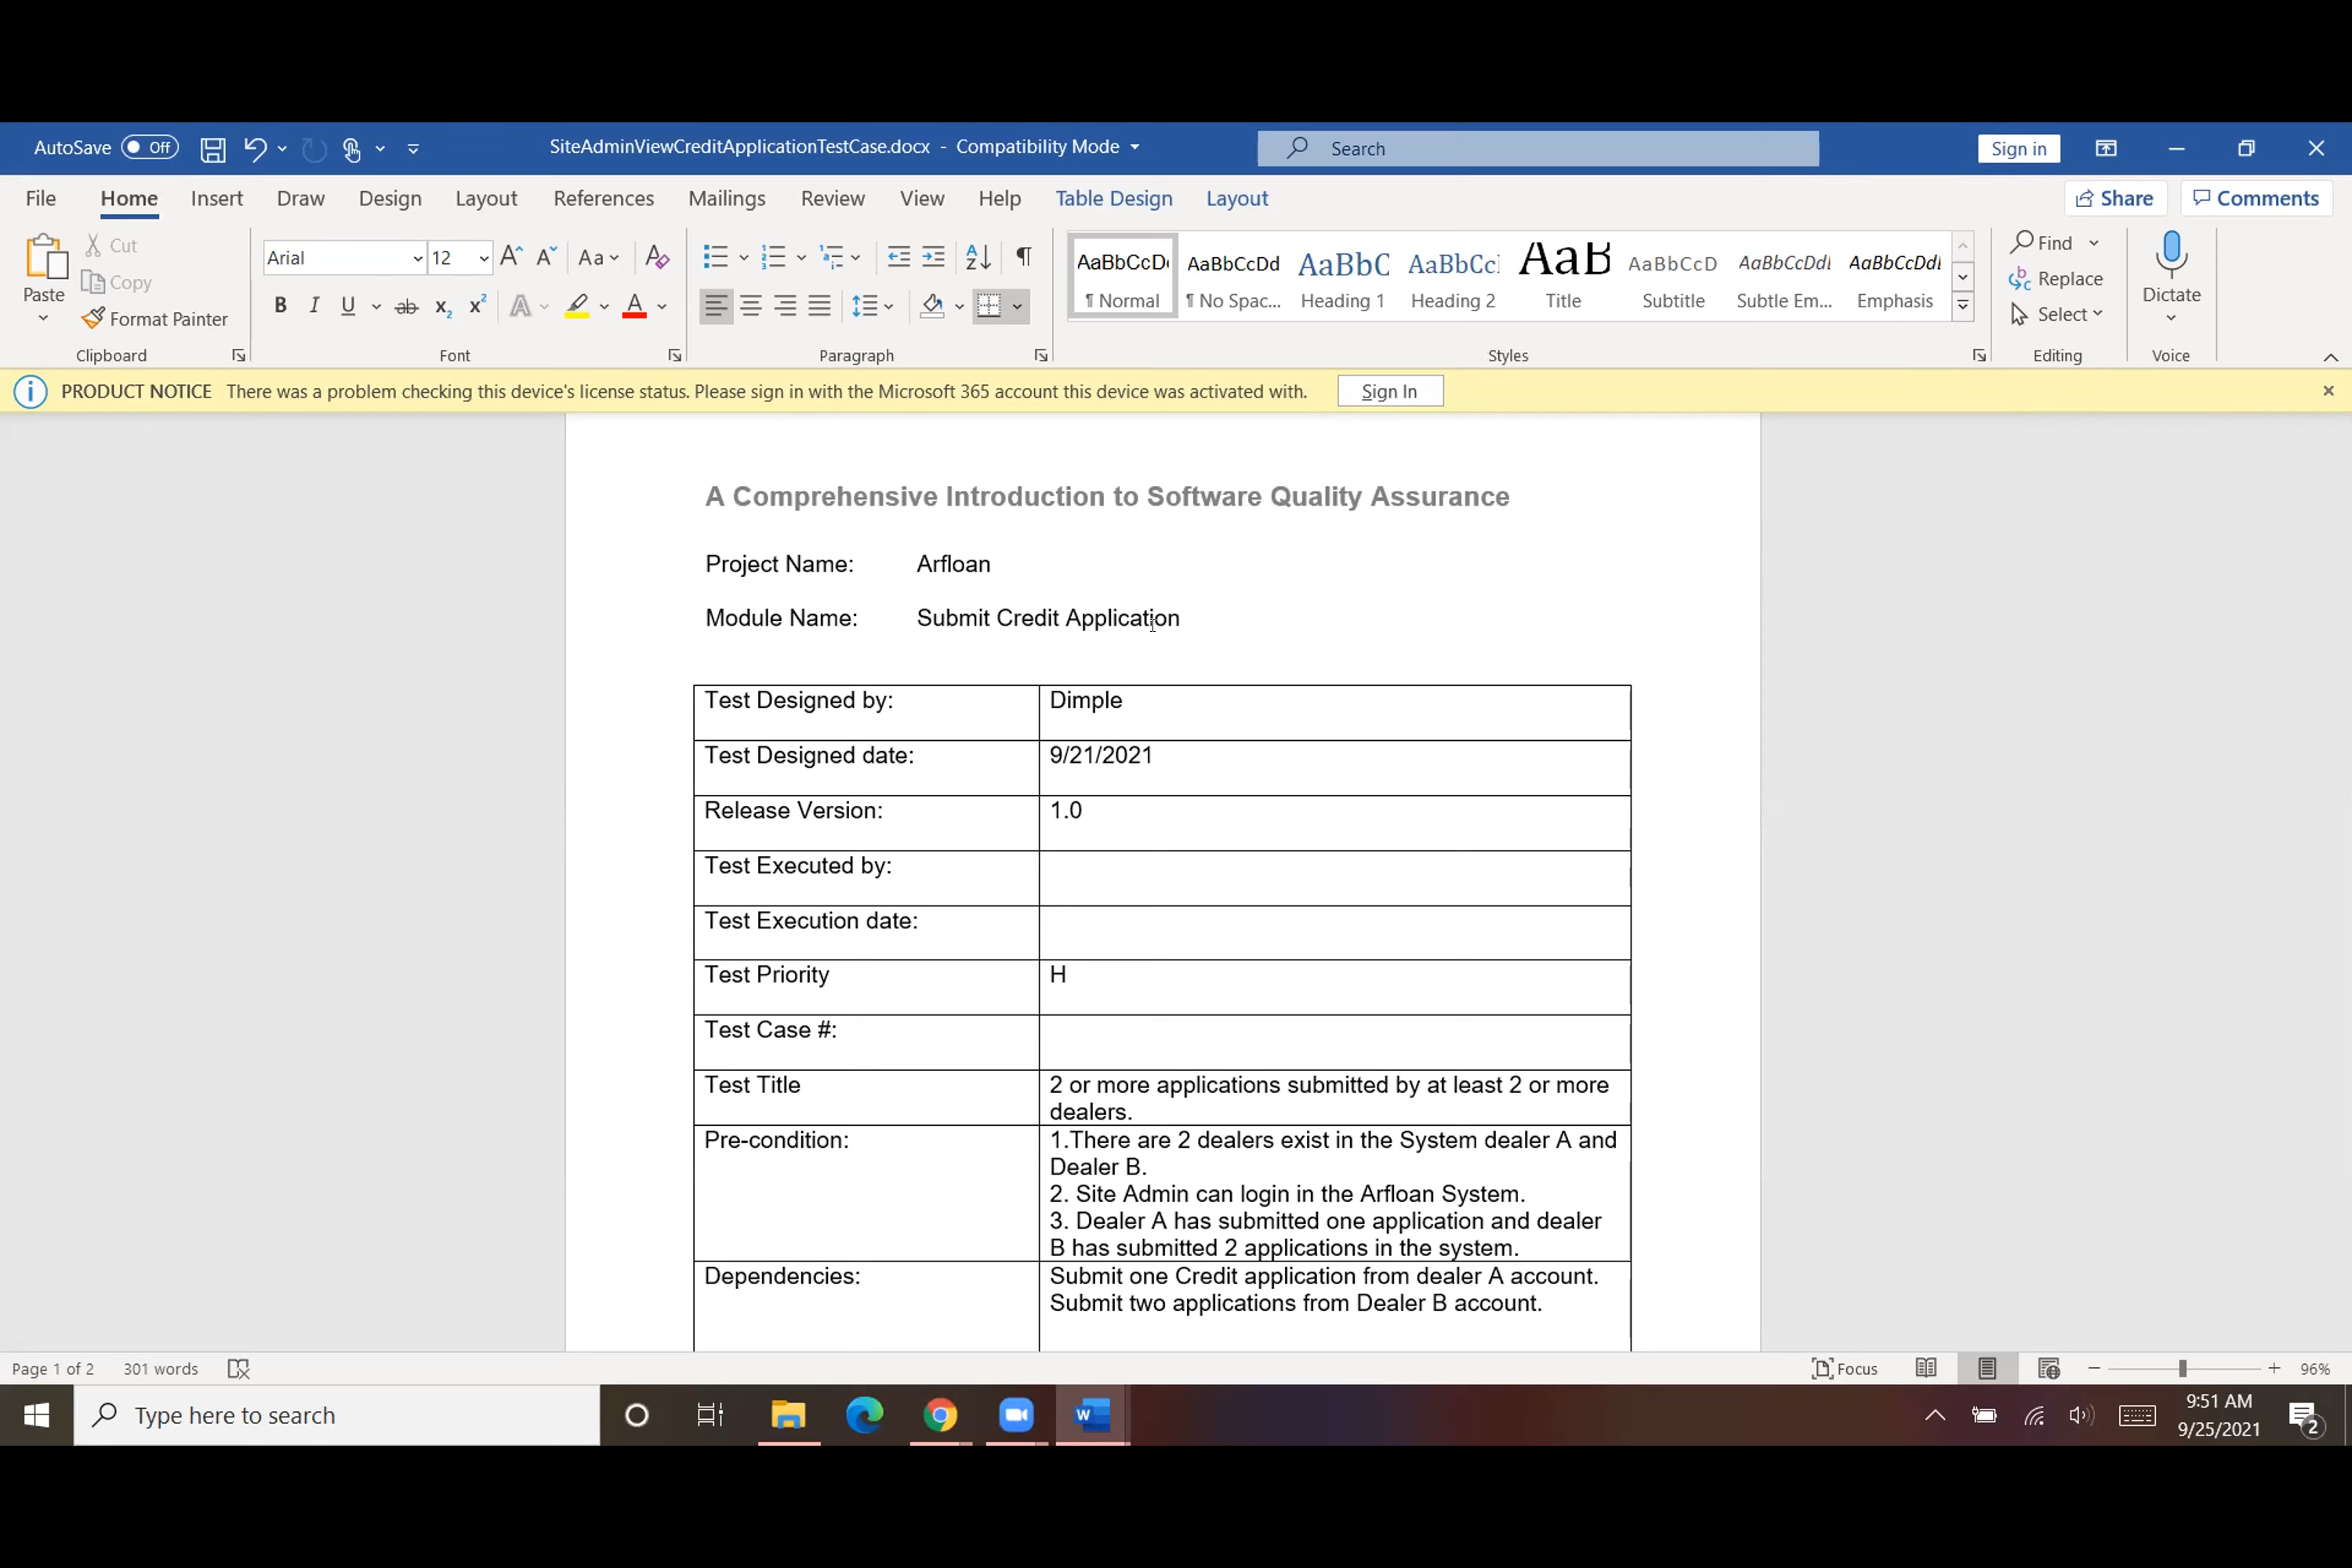 AutoSave Off SiteAdminViewCreditApplicationTestCase.docx - Compatibility Mode Search Sign in
File Home Insert Draw Design Layout References Mailings Review View Help Table Design Layout Share Comments
Paste Cut Copy Format Painter
Arial 12 Aa
B I U ab x2 x2 A A
AaBbCcDc AaBbCcDd AaBbC AaBbCc AaB AaBbCcD AaBbCcDd AaBbCcDd
¶ Normal ¶ No Spac... Heading 1 Heading 2 Title Subtitle Subtle Em... Emphasis
Find Replace Select Dictate
Clipboard Font Paragraph Styles Editing Voice
PRODUCT NOTICE There was a problem checking this device's license status. Please sign in with the Microsoft 365 account this device was activated with. Sign In
A Comprehensive Introduction to Software Quality Assurance
Project Name: Arfloan
Module Name: Submit Credit Application
Test Designed by: Dimple
Test Designed date: 9/21/2021
Release Version: 1.0
Test Executed by:
Test Execution date:
Test Priority H
Test Case #:
Test Title 2 or more applications submitted by at least 2 or more
dealers.
Pre-condition: 1.There are 2 dealers exist in the System dealer A and
Dealer B.
2. Site Admin can login in the Arfloan System.
3. Dealer A has submitted one application and dealer
B has submitted 2 applications in the system.
Dependencies: Submit one Credit application from dealer A account.
Submit two applications from Dealer B account.
Page 1 of 2 301 words Focus 96%
Type here to search 9:51 AM
9/25/2021 2